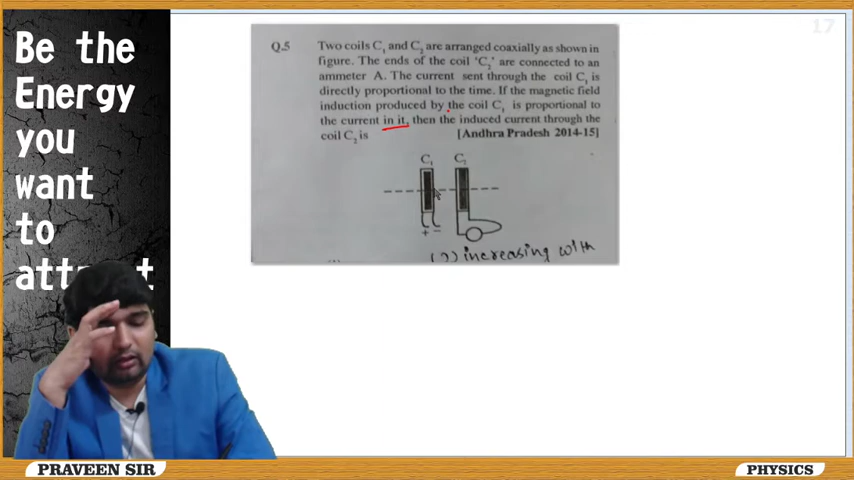 17
Be the
Energy
you
want
to
Q.5 Two coils C₁ and C₂ are arranged coaxially as shown in
figure. The ends of the coil 'C₂' are connected to an
ammeter A. The current sent through the coil C₁ is
directly proportional to the time. If the magnetic field
induction produced by the coil C₁ is proportional to
the current in it, then the induced current through the
coil C₂ is [Andhra Pradesh 2014-15]
C₁ C₂
+ −
increasing with
PRAVEEN SIR
PHYSICS